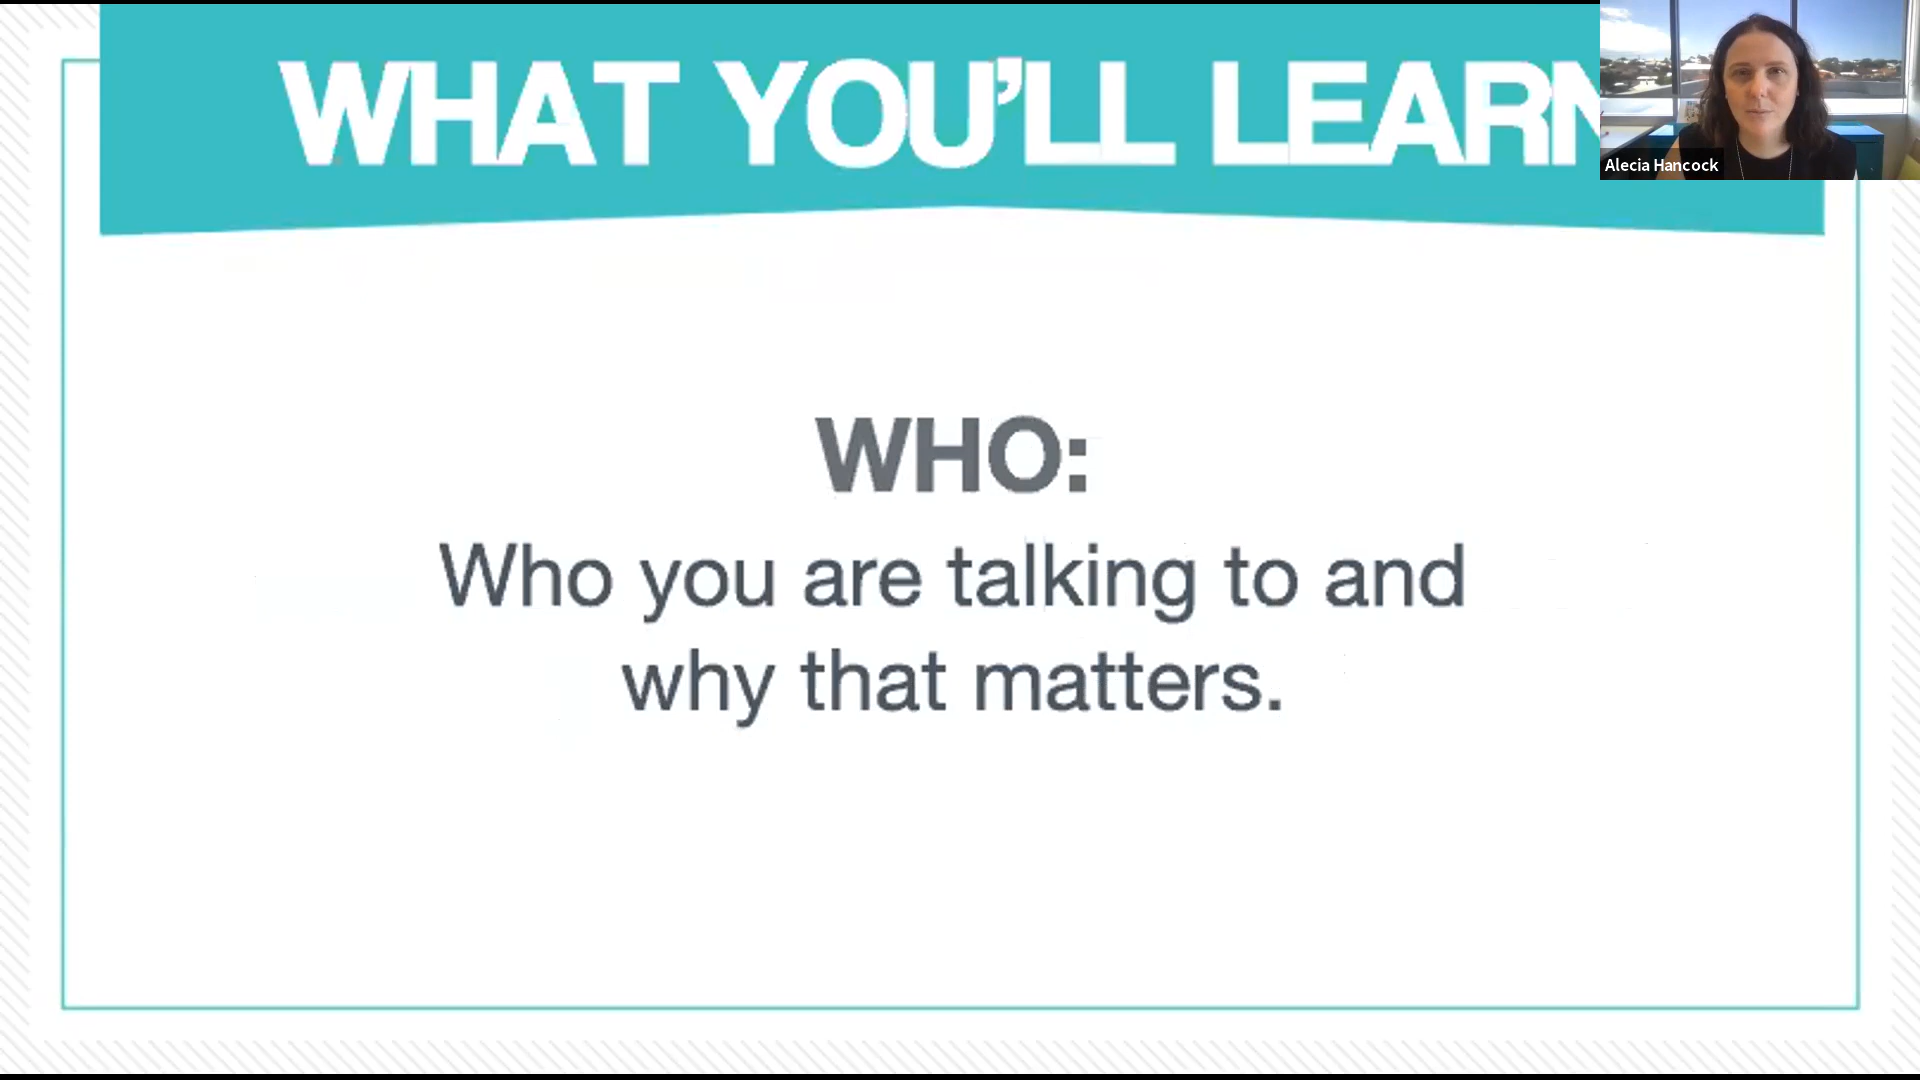 WHAT YOU'LL LEARN
Alecia Hancock
WHO:
Who you are talking to and
why that matters.